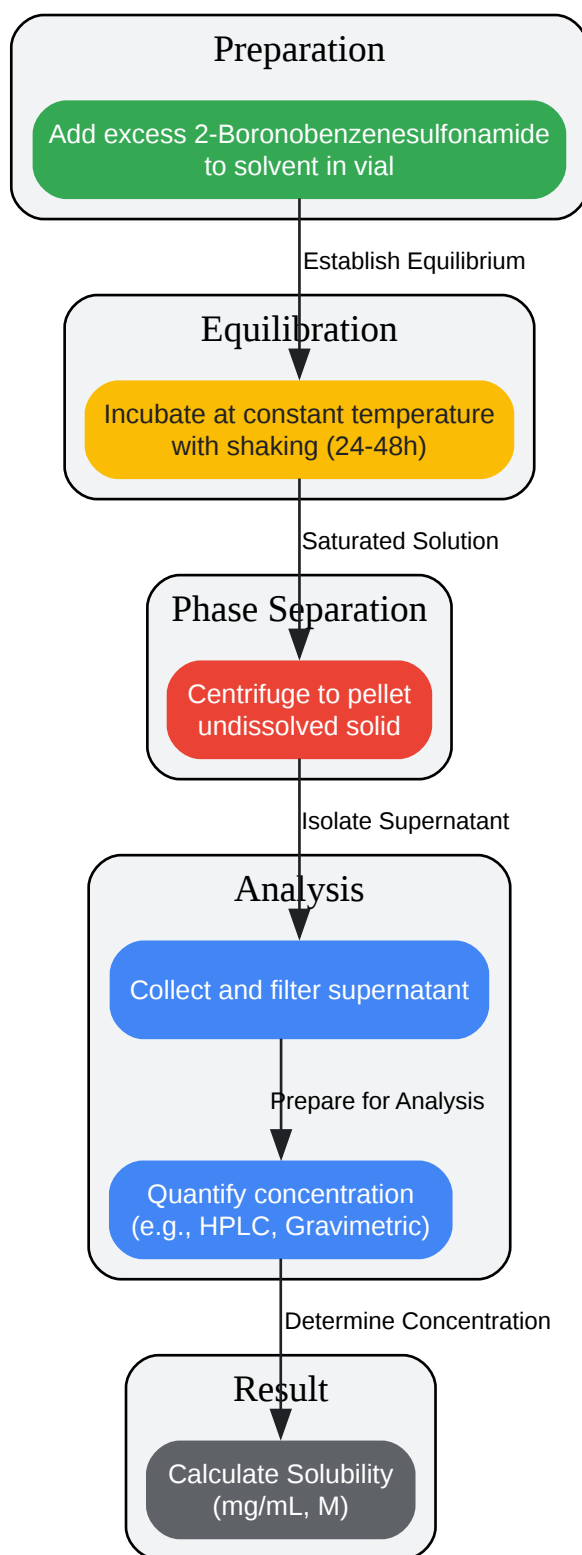 Preparation
Add excess 2-Boronobenzenesulfonamide
to solvent in vial
Establish Equilibrium
Equilibration
Incubate at constant temperature
with shaking (24-48h)
Saturated Solution
Phase Separation
Centrifuge to pellet
undissolved solid
Isolate Supernatant
Analysis
Collect and filter supernatant
Prepare for Analysis
Quantify concentration
(e.g., HPLC, Gravimetric)
Determine Concentration
Result
Calculate Solubility
(mg/mL, M)